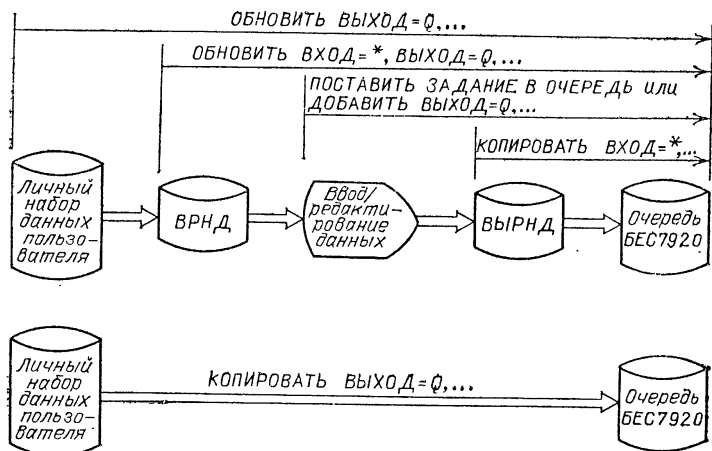 ОБНОВИТЬ ВЫХОД=Q,...
ОБНОВИТЬ ВХОД=*, ВЫХОД=Q,...
ПОСТАВИТЬ ЗАДАНИЕ В ОЧЕРЕДЬ или
ДОБАВИТЬ ВЫХОД=Q,...
КОПИРОВАТЬ ВХОД=*,...
Личный
набор
данных
пользо-
вателя
ВРНД
Ввод/
редакти-
рование
данных
ВЫРНД
Очередь
БЕС7920
Личный
набор
данных
пользо-
вателя
КОПИРОВАТЬ ВЫХОД=Q,...
Очередь
БЕС7920